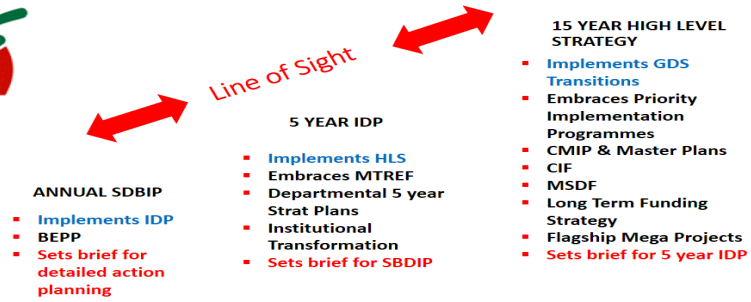 15 YEAR HIGH LEVEL
STRATEGY
Implements GDS
Transitions
Embraces Priority
Implementation
Programmes
CMIP & Master Plans
CIF
MSDF
Long Term Funding
Strategy
Flagship Mega Projects
Sets brief for 5 year IDP
Line of Sight
5 YEAR IDP
Implements HLS
Embraces MTREF
Departmental 5 year
Strat Plans
Institutional
Transformation
Sets brief for SBDIP
ANNUAL SDBIP
Implements IDP
BEPP
Sets brief for
detailed action
planning